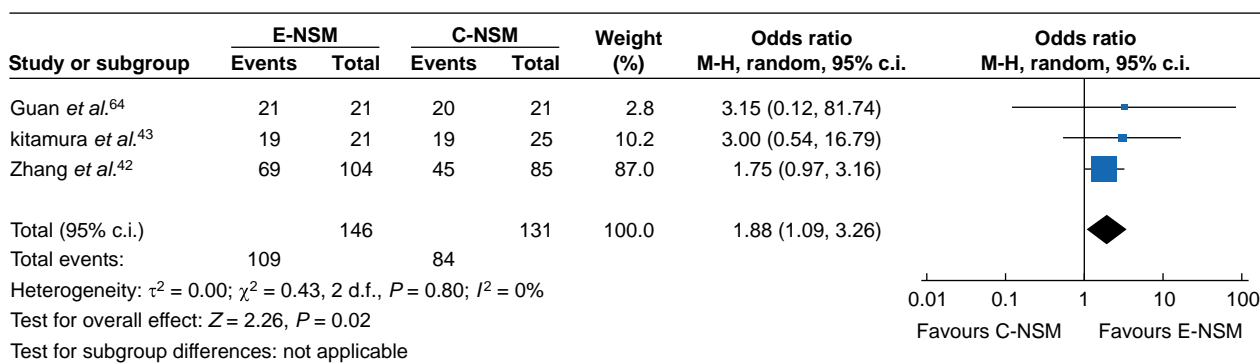 E-NSM C-NSM Weight Odds ratio Odds ratio
Study or subgroup Events Total Events Total (%) M-H, random, 95% c.i. M-H, random, 95% c.i.
Guan et al.64 21 21 20 21 2.8 3.15 (0.12, 81.74)
kitamura et al.43 19 21 19 25 10.2 3.00 (0.54, 16.79)
Zhang et al.42 69 104 45 85 87.0 1.75 (0.97, 3.16)
Total (95% c.i.) 146 131 100.0 1.88 (1.09, 3.26)
Total events: 109 84
Heterogeneity: τ² = 0.00; χ² = 0.43, 2 d.f., P = 0.80; I² = 0%
Test for overall effect: Z = 2.26, P = 0.02
Test for subgroup differences: not applicable
0.01 0.1 1 10 100
Favours C-NSM Favours E-NSM